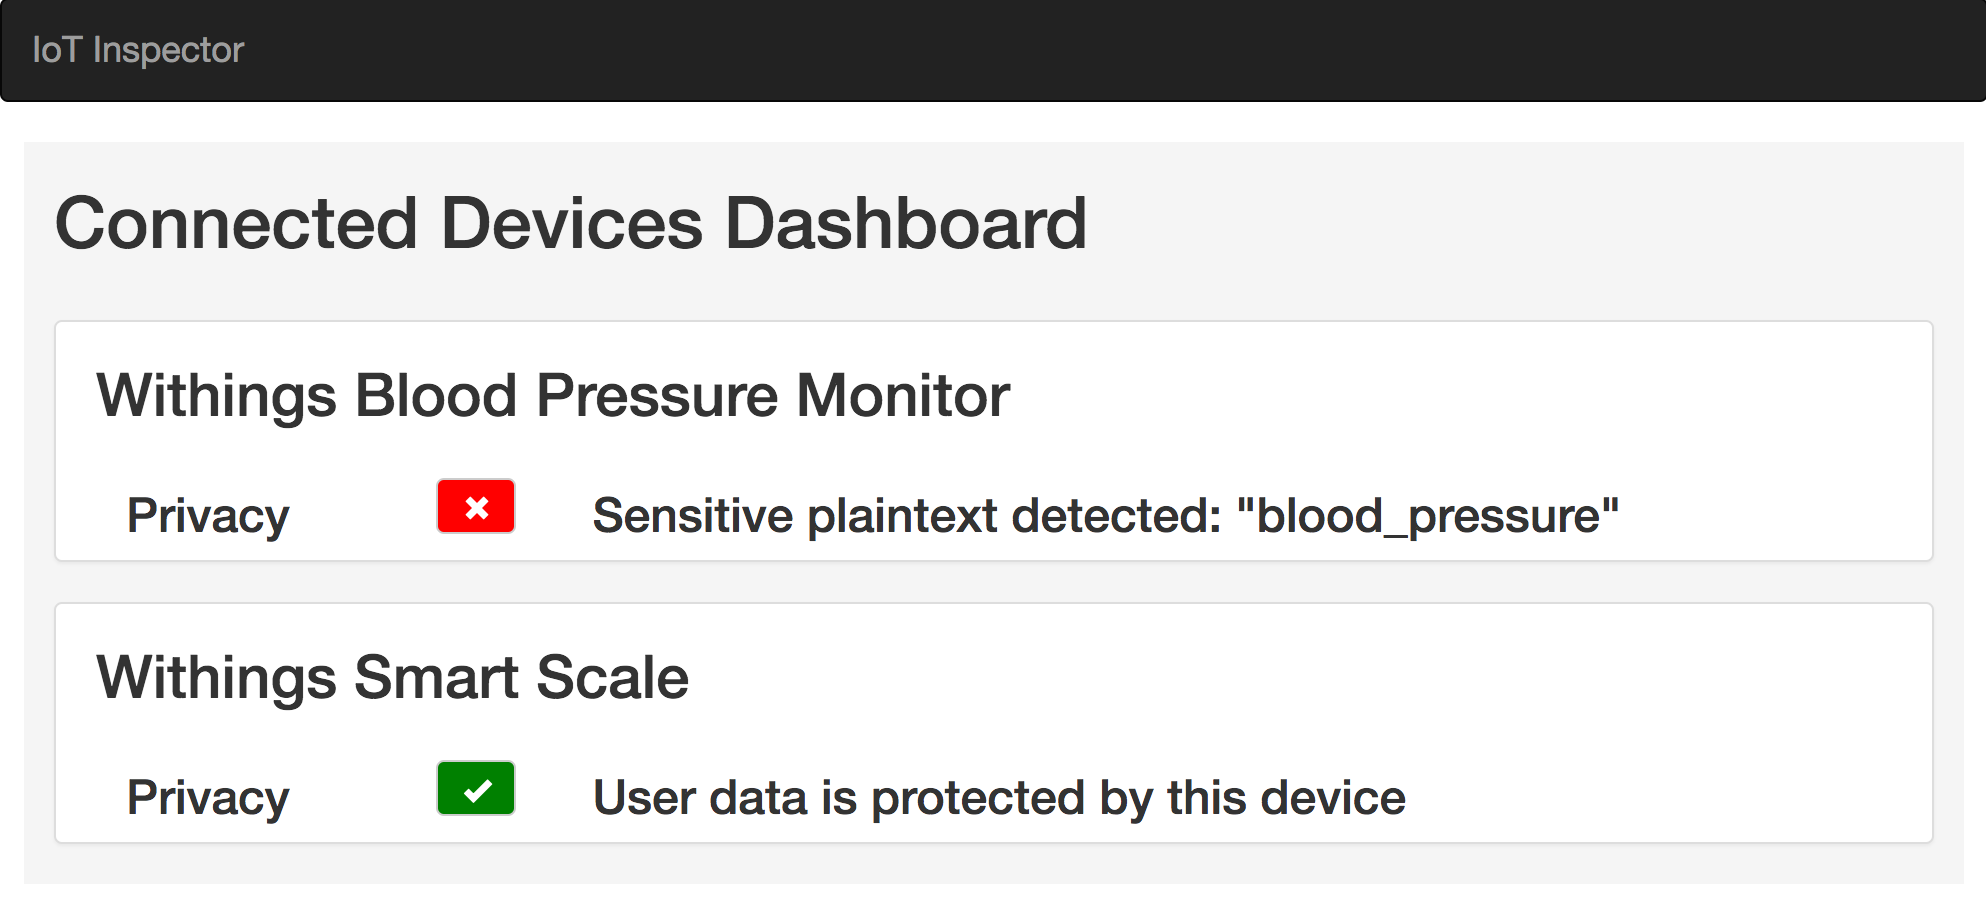 IoT Inspector
Connected Devices Dashboard
Withings Blood Pressure Monitor
Privacy Sensitive plaintext detected: "blood_pressure"
Withings Smart Scale
Privacy User data is protected by this device